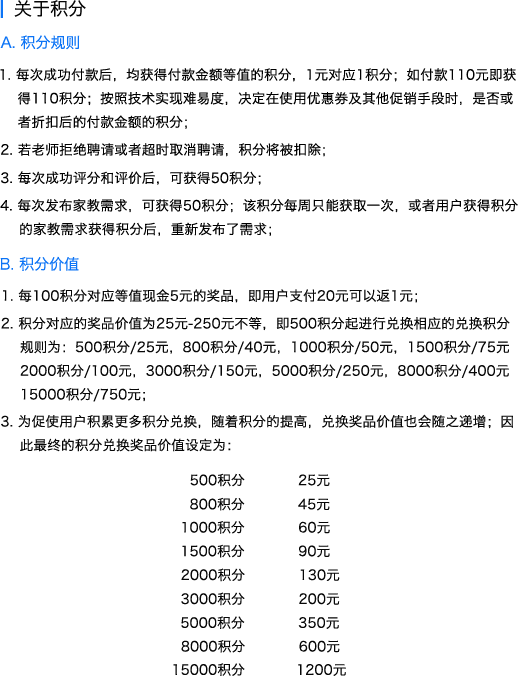 关于积分
A. 积分规则
1. 每次成功付款后，均获得付款金额等值的积分，1元对应1积分；如付款110元即获
得110积分；按照技术实现难易度，决定在使用优惠券及其他促销手段时，是否或
者折扣后的付款金额的积分；
2. 若老师拒绝聘请或者超时取消聘请，积分将被扣除；
3. 每次成功评分和评价后，可获得50积分；
4. 每次发布家教需求，可获得50积分；该积分每周只能获取一次，或者用户获得积分
的家教需求获得积分后，重新发布了需求；
B. 积分价值
1. 每100积分对应等值现金5元的奖品，即用户支付20元可以返1元；
2. 积分对应的奖品价值为25元-250元不等，即500积分起进行兑换相应的兑换积分
规则为：500积分/25元，800积分/40元，1000积分/50元，1500积分/75元
2000积分/100元，3000积分/150元，5000积分/250元，8000积分/400元
15000积分/750元；
3. 为促使用户积累更多积分兑换，随着积分的提高，兑换奖品价值也会随之递增；因
此最终的积分兑换奖品价值设定为：
500积分 25元
800积分 45元
1000积分 60元
1500积分 90元
2000积分 130元
3000积分 200元
5000积分 350元
8000积分 600元
15000积分 1200元